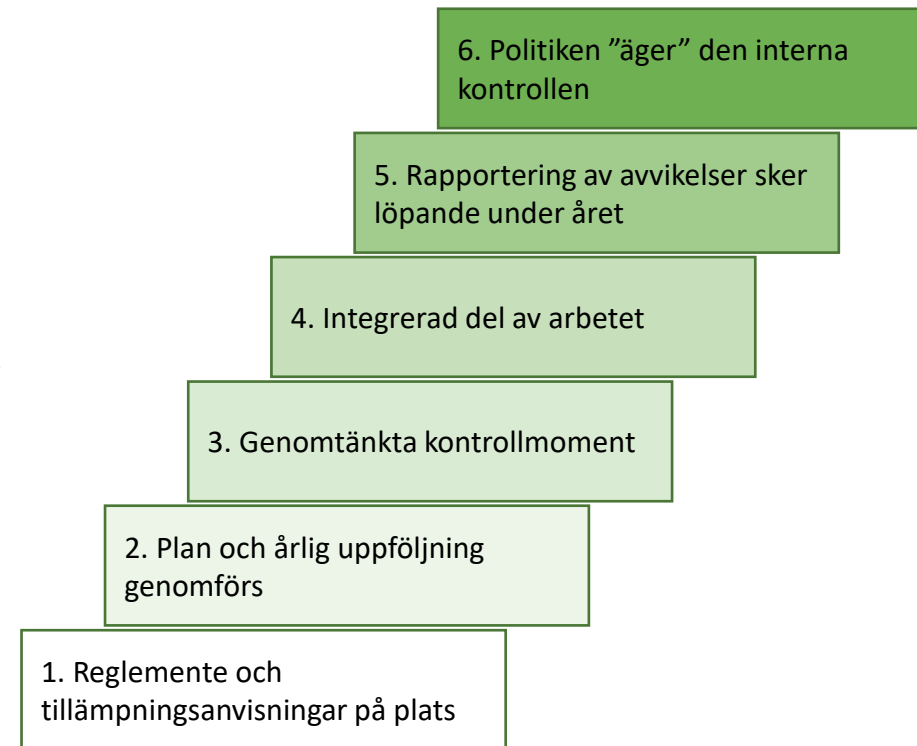 6. Politiken ”äger” den interna
kontrollen
5. Rapportering av avvikelser sker
löpande under året
4. Integrerad del av arbetet
3. Genomtänkta kontrollmoment
2. Plan och årlig uppföljning
genomförs
1. Reglemente och
tillämpningsanvisningar på plats